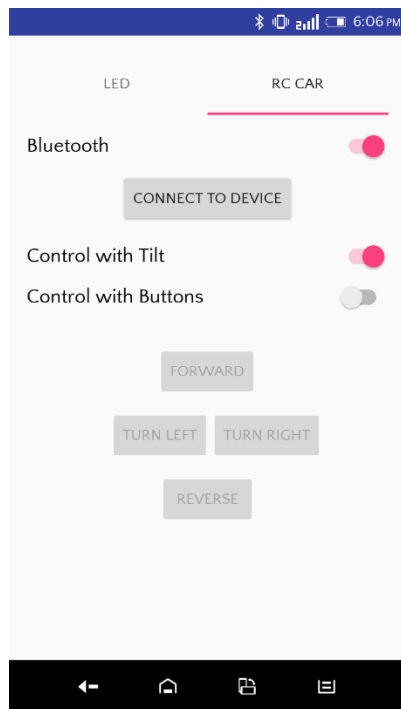 6:06 PM
LED RC CAR
Bluetooth
CONNECT TO DEVICE
Control with Tilt
Control with Buttons
FORWARD
TURN LEFT TURN RIGHT
REVERSE